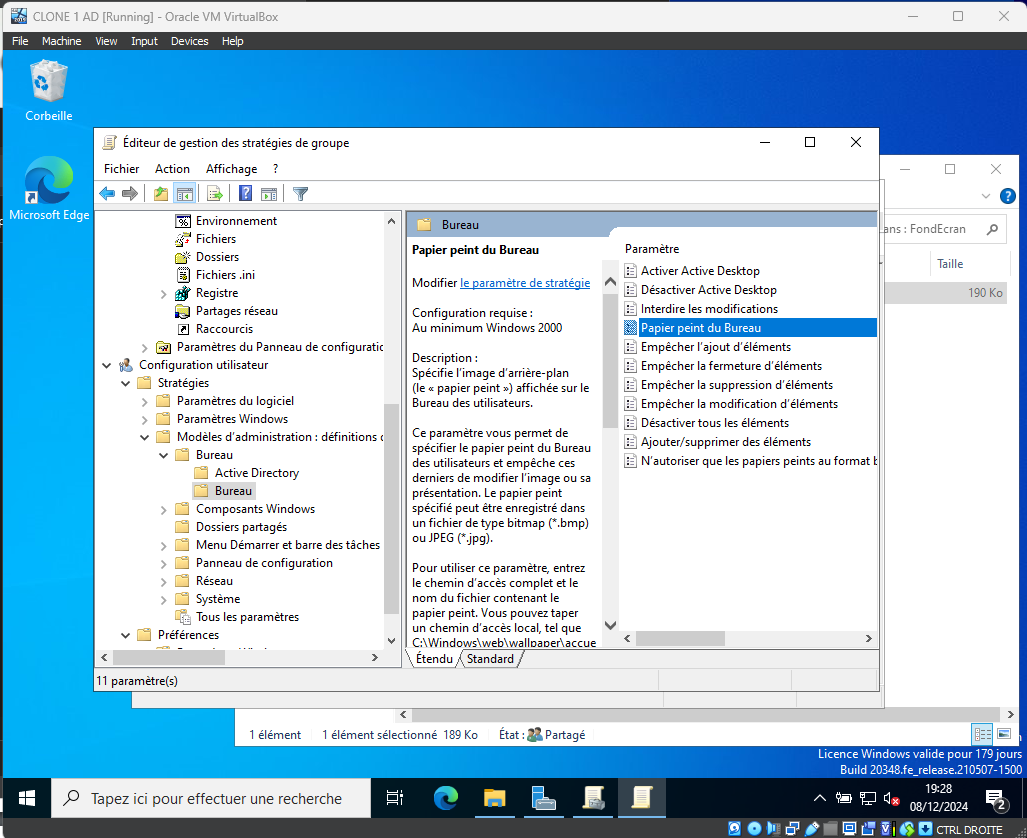 CLONE 1 AD [Running] - Oracle VM VirtualBox
File Machine View Input Devices Help
Corbeille
Microsoft Edge
Éditeur de gestion des stratégies de groupe
Fichier Action Affichage ?
Environnement
Fichiers
Dossiers
Fichiers .ini
Registre
Partages réseau
Raccourcis
Paramètres du Panneau de configuratio
Configuration utilisateur
Stratégies
Paramètres du logiciel
Paramètres Windows
Modèles d'administration : définitions d
Bureau
Active Directory
Bureau
Composants Windows
Dossiers partagés
Menu Démarrer et barre des tâches
Panneau de configuration
Réseau
Système
Tous les paramètres
Préférences
Bureau
Papier peint du Bureau
Modifier le paramètre de stratégie
Configuration requise :
Au minimum Windows 2000
Description :
Spécifie l'image d'arrière-plan
(le « papier peint ») affichée sur le
Bureau des utilisateurs.
Ce paramètre vous permet de
spécifier le papier peint du Bureau
des utilisateurs et empêche ces
derniers de modifier l'image ou sa
présentation. Le papier peint
spécifié peut être enregistré dans
un fichier de type bitmap (*.bmp)
ou JPEG (*.jpg).
Pour utiliser ce paramètre, entrez
le chemin d'accès complet et le
nom du fichier contenant le
papier peint. Vous pouvez taper
un chemin d'accès local, tel que
C:\Windows\web\wallpaper\accue
Paramètre
Activer Active Desktop
Désactiver Active Desktop
Interdire les modifications
Papier peint du Bureau
Empêcher l'ajout d'éléments
Empêcher la fermeture d'éléments
Empêcher la suppression d'éléments
Empêcher la modification d'éléments
Désactiver tous les éléments
Ajouter/supprimer des éléments
N'autoriser que les papiers peints au format b
Étendu Standard
11 paramètre(s)
ans : FondEcran
Taille
190 Ko
1 élément 1 élément sélectionné 189 Ko État : Partagé
Licence Windows valide pour 179 jours
Build 20348.fe_release.210507-1500
Tapez ici pour effectuer une recherche
19:28
08/12/2024
2
CTRL DROITE